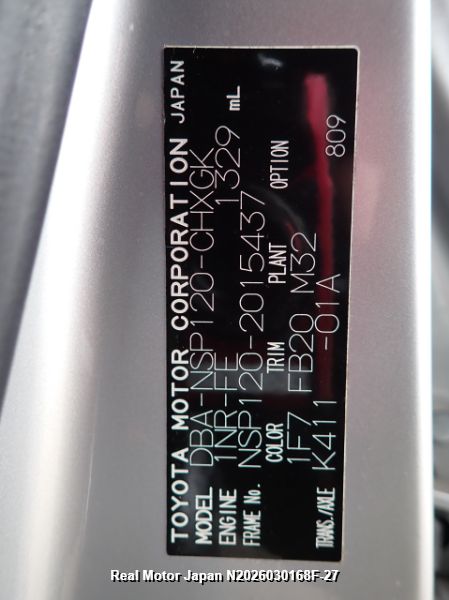 TOYOTA MOTOR CORPORATION JAPAN
MODEL DBA-NSP120-CHXGK
ENGINE 1NR-FE 1329 mL
FRAME No. NSP120-2015437
COLOR TRIM PLANT OPTION
1F7 FB20 M32
TRANS./AXLE K411 -01A 809
Real Motor Japan N2026030168F-27